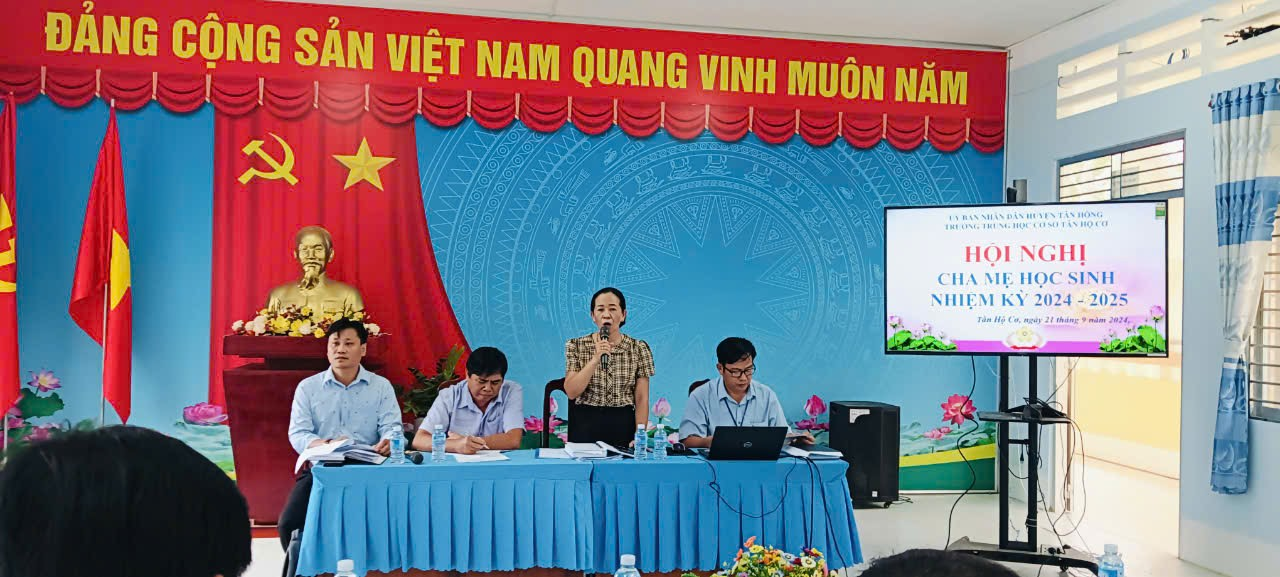 ĐẢNG CỘNG SẢN VIỆT NAM QUANG VINH MUÔN NĂM
ỦY BAN NHÂN DÂN HUYỆN TÂN HỒNG
TRƯỜNG TRUNG HỌC CƠ SỞ TÂN HỘ CƠ
HỘI NGHỊ
CHA MẸ HỌC SINH
NHIỆM KỲ 2024 - 2025
Tân Hộ Cơ, ngày 21 tháng 9 năm 2024